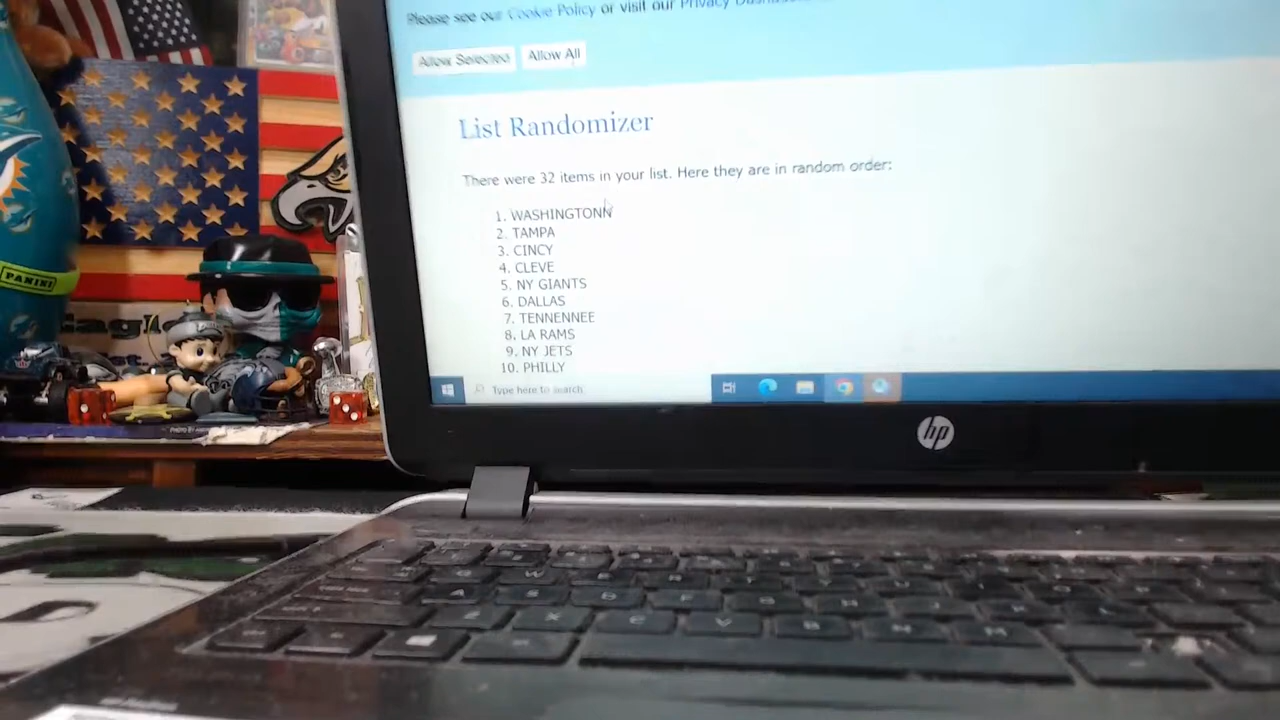 Please see our Cookie Policy or visit our Privacy
Allow Selected Allow All
List Randomizer
There were 32 items in your list. Here they are in random order:
1. WASHINGTONN
2. TAMPA
3. CINCY
4. CLEVE
5. NY GIANTS
6. DALLAS
7. TENNENNEE
8. LA RAMS
9. NY JETS
10. PHILLY
Type here to search
hp
PANINI